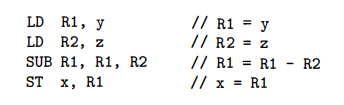 LD R1, y // R1 = y
LD R2, z // R2 = z
SUB R1, R1, R2 // R1 = R1 - R2
ST x, R1 // x = R1